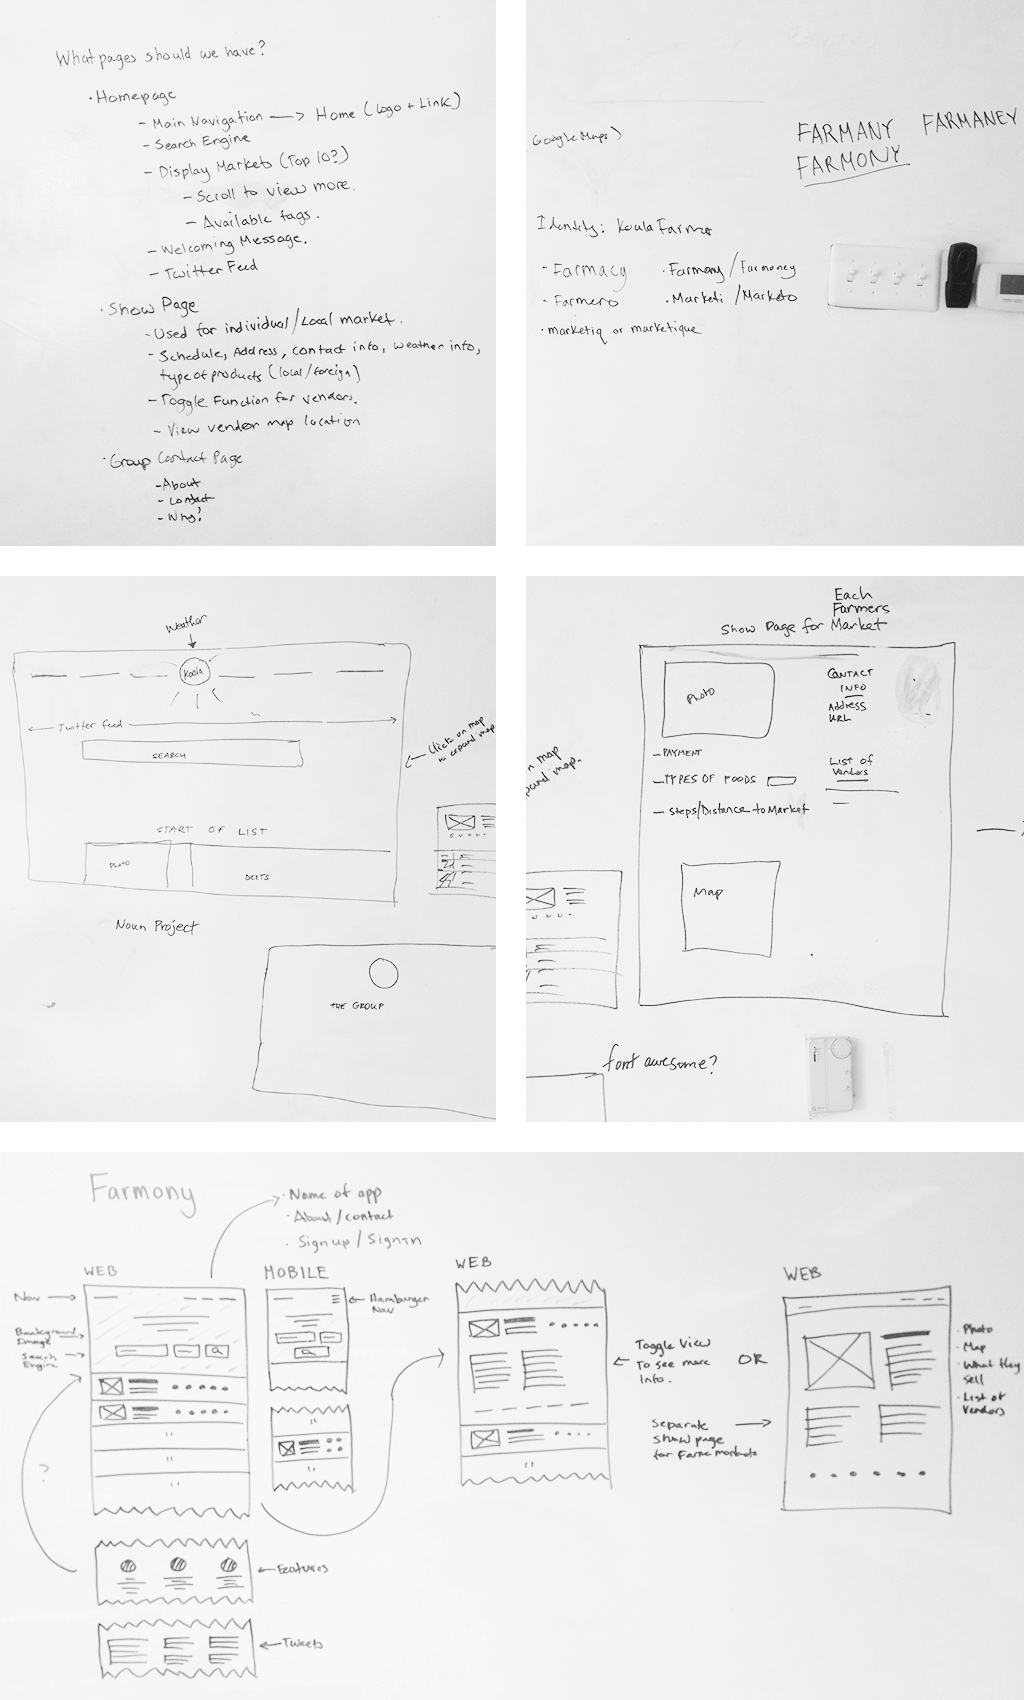 What pages should we have?
• Homepage
- Main Navigation → Home (Logo + Link)
- Search Engine
- Display Markets (Top 10?)
- Scroll to view more.
- Available tags.
- Welcoming Message.
- Twitter Feed
• Show Page
- Used for individual/Local market.
- Schedule, Address, contact info, weather info,
type of products (local/foreign)
- Toggle Function for vendors.
- View vendor map location
• Group Contact Page
- About
- Contact
- Why?
Google Maps)
FARMANY FARMANEY
FARMONY
Identity: Koala Farmer
- Farmacy
• Farmony/Farmoney
- Farmero
• Marketi/Marketo
• marketiq or marketique
Weather
Koala
Twitter feed
SEARCH
Click on map
to expand map
START OF LIST
PHOTO
DEETS
Noun Project
THE GROUP
Each
Farmers
Show Page for Market
Photo
CONTACT
INFO
Address
URL
n map
pand map.
- PAYMENT
- TYPES OF FOODS
- Steps/Distance to Market
List of
Vendors
Map
font awesome?
Farmony
• Name of app
• About/contact
• Sign up/Sign in
WEB
MOBILE
WEB
WEB
Nav →
Background
Image →
Search
Engine →
← Hamburger
Nav
← Toggle View
To see more
Info.
OR
Separate →
show page
for Farmermarkets
• Photo
• Map
• What they
sell
• List of
Vendors
?
← Features
← Tweets